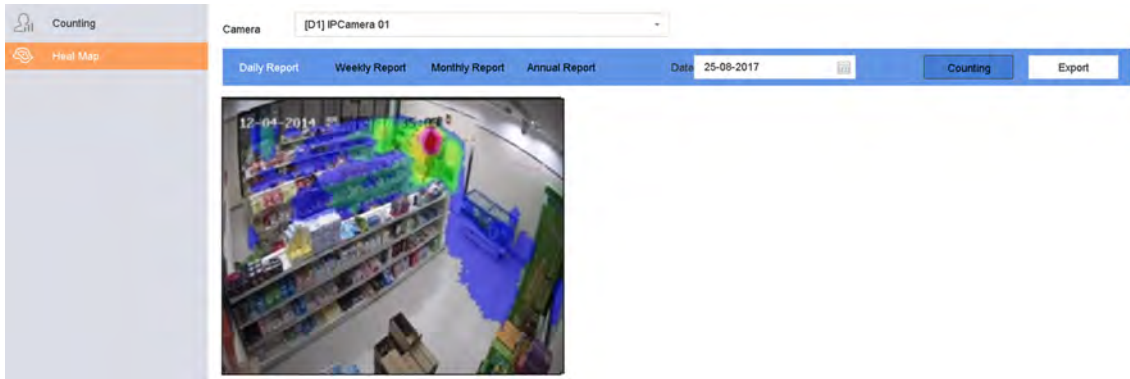 Counting
Heat Map
Camera [D1] IPCamera 01
Daily Report Weekly Report Monthly Report Annual Report Date 25-08-2017 Counting Export
12-04-2014